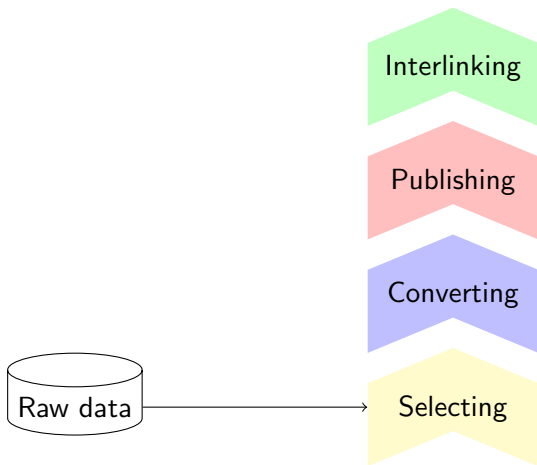 Interlinking
Publishing
Converting
Raw data
Selecting